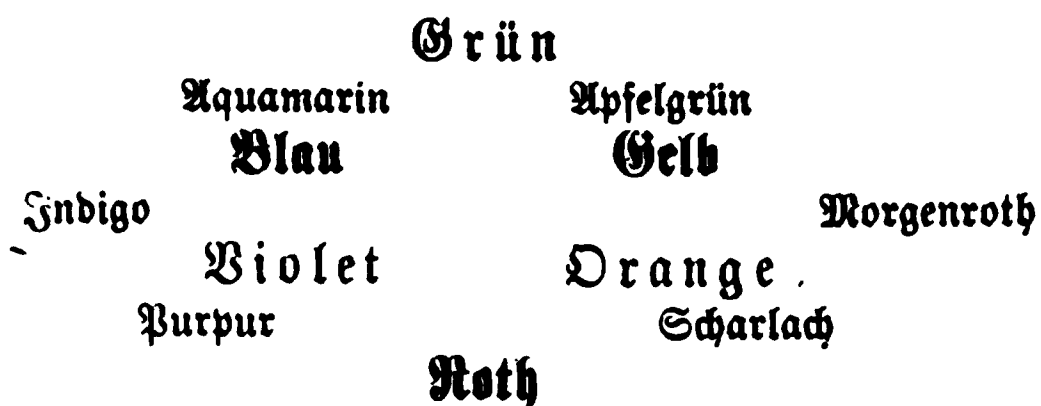 Grün
Aquamarin Apfelgrün
Blau Gelb
Indigo Morgenroth
Violet Orange
Purpur Scharlach
Roth